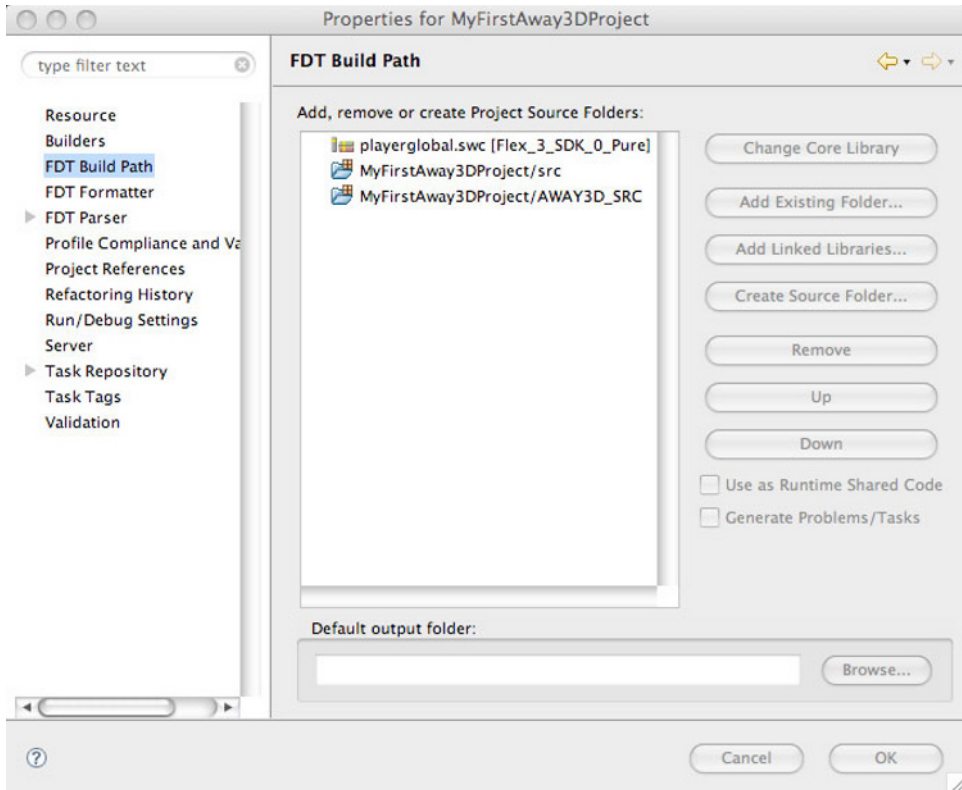 Properties for MyFirstAway3DProject
type filter text
Resource
Builders
FDT Build Path
FDT Formatter
FDT Parser
Profile Compliance and Va
Project References
Refactoring History
Run/Debug Settings
Server
Task Repository
Task Tags
Validation
FDT Build Path
Add, remove or create Project Source Folders:
playerglobal.swc [Flex_3_SDK_0_Pure]
MyFirstAway3DProject/src
MyFirstAway3DProject/AWAY3D_SRC
Change Core Library
Add Existing Folder...
Add Linked Libraries...
Create Source Folder...
Remove
Up
Down
Use as Runtime Shared Code
Generate Problems/Tasks
Default output folder:
Browse...
?
Cancel
OK